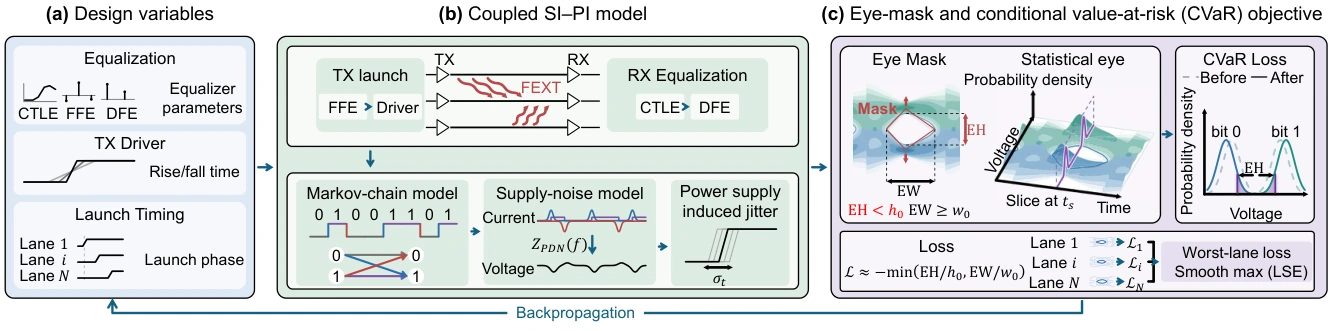 (a) Design variables
Equalization
CTLE FFE DFE
Equalizer
parameters
TX Driver
Rise/fall time
Launch Timing
Lane 1
Lane i
Lane N
Launch phase
(b) Coupled SI–PI model
TX launch
FFE > Driver
TX
RX
FEXT
RX Equalization
CTLE > DFE
Markov-chain model
0 1 0 0 1 1 0 1
0 0
1 1
Supply-noise model
Current
Z_PDN(f)
Voltage
Power supply
induced jitter
σ_t
(c) Eye-mask and conditional value-at-risk (CVaR) objective
Eye Mask
Mask
EH
EW
EH < h₀ EW ≥ w₀
Statistical eye
Probability density
Voltage
Slice at t_s
Time
CVaR Loss
Before After
Probability density
bit 0
bit 1
EH
Voltage
Loss
ℒ ≈ −min(EH/h₀, EW/w₀)
Lane 1 ℒ₁
Lane i ℒ_i
Lane N ℒ_N
Worst-lane loss
Smooth max (LSE)
Backpropagation